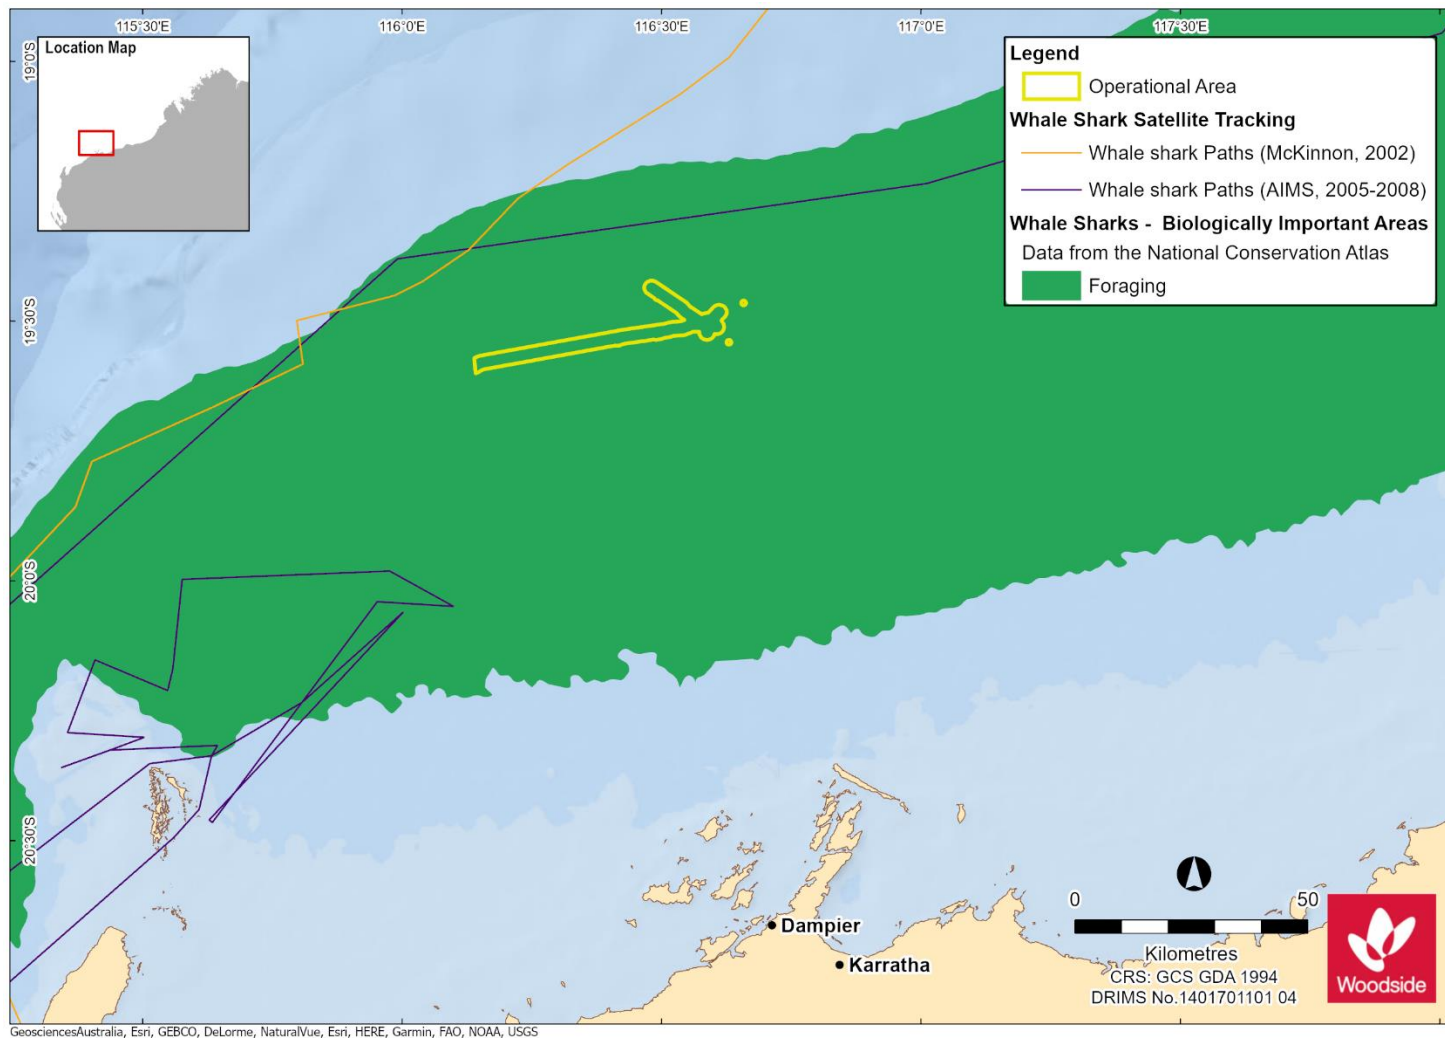 115°30'E
116°0'E
116°30'E
117°0'E
117°30'E
19°0'S
19°30'S
20°0'S
20°30'S
Location Map
Legend
Operational Area
Whale Shark Satellite Tracking
Whale shark Paths (McKinnon, 2002)
Whale shark Paths (AIMS, 2005-2008)
Whale Sharks - Biologically Important Areas
Data from the National Conservation Atlas
Foraging
Dampier
Karratha
0 50
Kilometres
CRS: GCS GDA 1994
DRIMS No.1401701101 04
Woodside
GeosciencesAustralia, Esri, GEBCO, DeLorme, NaturalVue, Esri, HERE, Garmin, FAO, NOAA, USGS